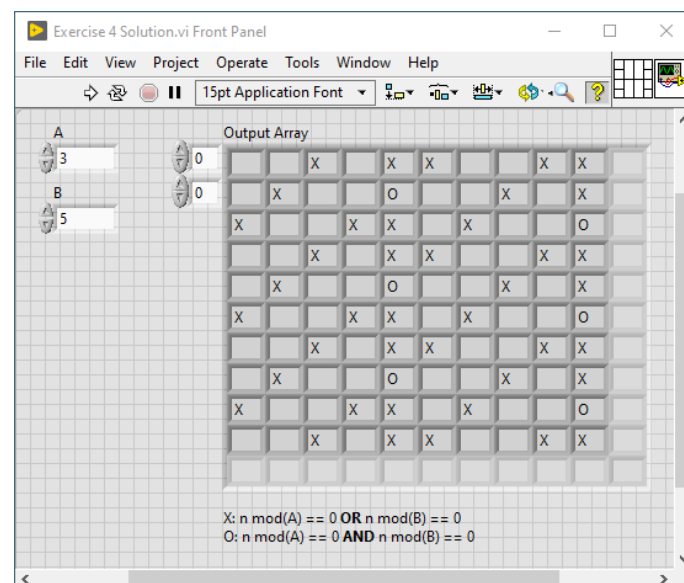 Exercise 4 Solution.vi Front Panel
File Edit View Project Operate Tools Window Help
15pt Application Font
A
3
B
5
0
0
Output Array
X X X X X
X O X X
X X X X O
X X X X X
X O X X
X X X X O
X X X X X
X O X X
X X X X O
X X X X X
X: n mod(A) == 0 OR n mod(B) == 0
O: n mod(A) == 0 AND n mod(B) == 0